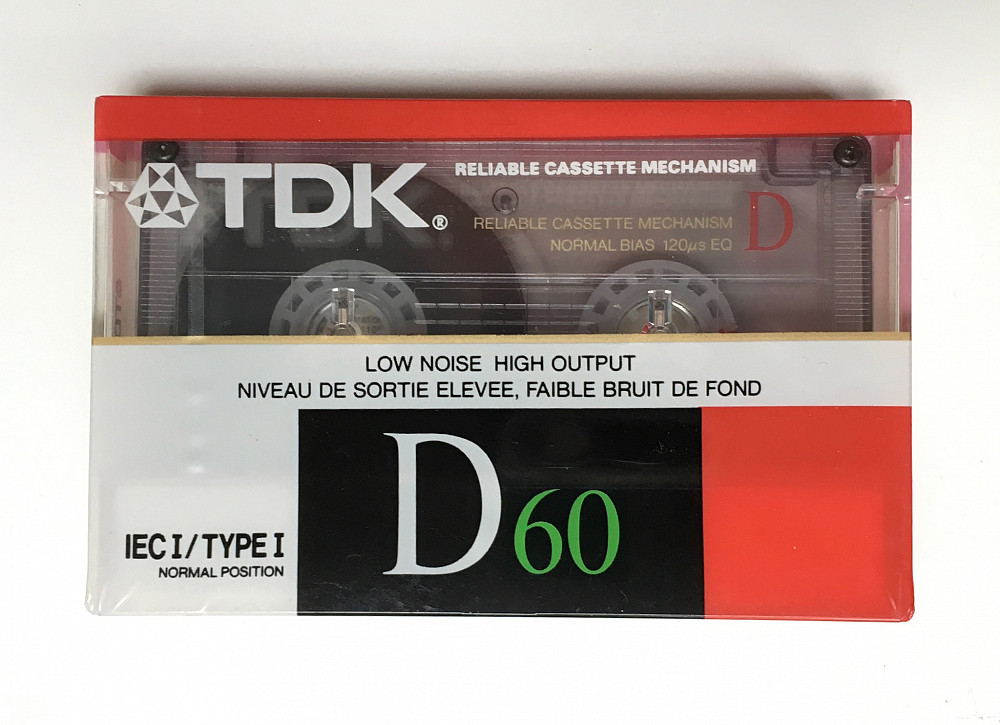 TDK®
RELIABLE CASSETTE MECHANISM
RELIABLE CASSETTE MECHANISM
NORMAL BIAS 120µs EQ
D
LOW NOISE HIGH OUTPUT
NIVEAU DE SORTIE ELEVEE, FAIBLE BRUIT DE FOND
D60
IEC I/TYPE I
NORMAL POSITION